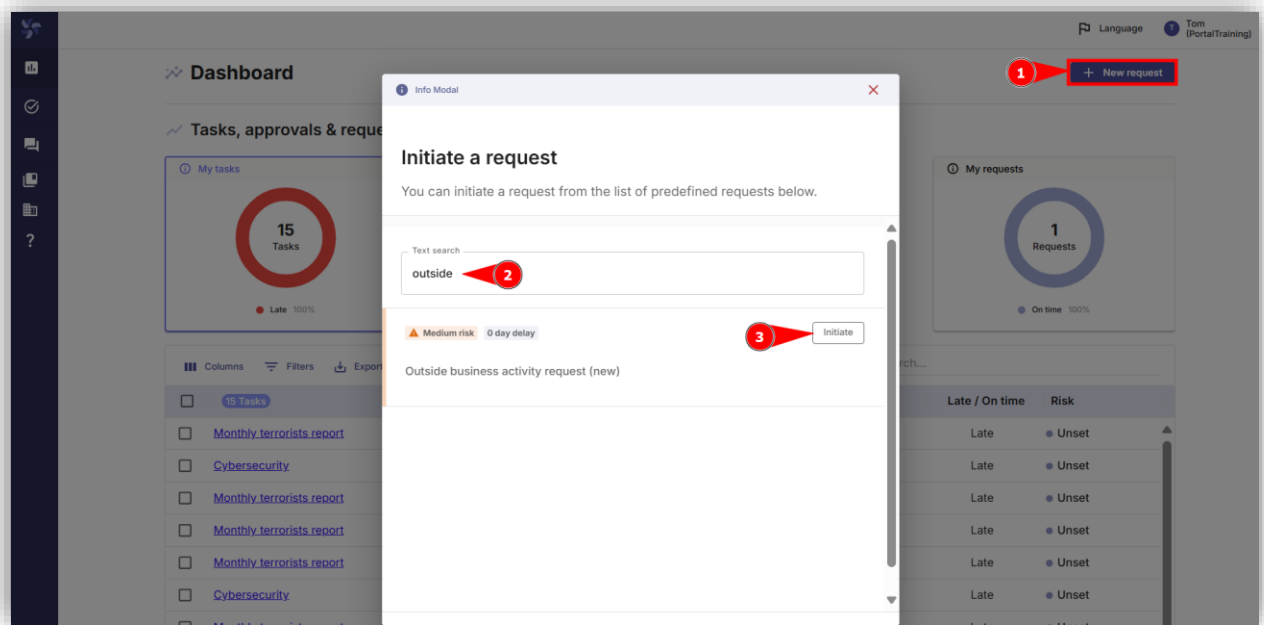 Language
T
Tom
(PortalTraining)
Dashboard
1
+ New request
Info Modal
Tasks, approvals & reque
Initiate a request
You can initiate a request from the list of predefined requests below.
My tasks
15
Tasks
Late 100%
My requests
1
Requests
On time 100%
Text search
outside
2
Medium risk
0 day delay
3
Initiate
Outside business activity request (new)
Columns
Filters
Export
rch...
15 Tasks
Late / On time
Risk
Monthly terrorists report
Late
Unset
Cybersecurity
Late
Unset
Monthly terrorists report
Late
Unset
Monthly terrorists report
Late
Unset
Monthly terrorists report
Late
Unset
Cybersecurity
Late
Unset
?